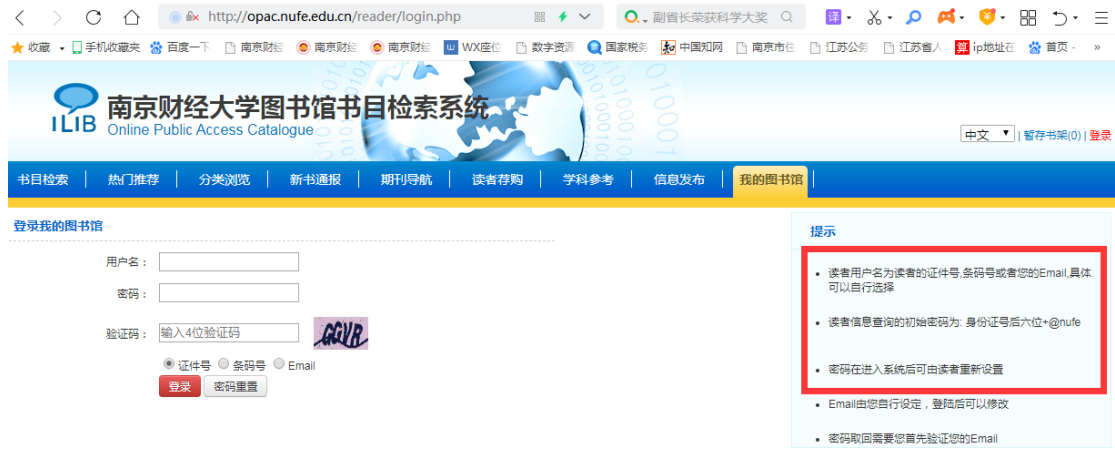 http://opac.nufe.edu.cn/reader/login.php
副省长荣获科学大奖
译
收藏 手机收藏夹 百度一下 南京财经 南京财经 南京财经 WX座位 数字资源 国家税务 中国知网 南京市住 江苏公务 江苏省人 算 ip地址在 首页 - »
iLIB
南京财经大学图书馆书目检索系统
Online Public Access Catalogue
中文 | 暂存书架(0) | 登录
书目检索 热门推荐 分类浏览 新书通报 期刊导航 读者荐购 学科参考 信息发布 我的图书馆
登录我的图书馆
用户名：
密码：
验证码： 输入4位验证码 GGVR
证件号 条码号 Email
登录 密码重置
提示
• 读者用户名为读者的证件号,条码号或者您的Email,具体
可以自行选择
• 读者信息查询的初始密码为: 身份证号后六位+@nufe
• 密码在进入系统后可由读者重新设置
• Email由您自行设定，登陆后可以修改
• 密码取回需要您首先验证您的Email